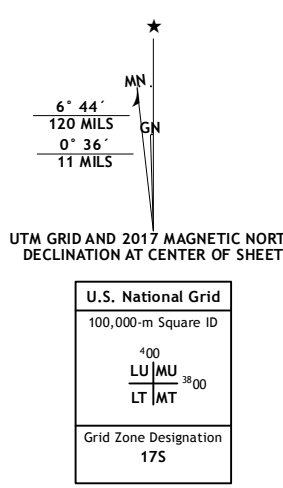 ★
MN
6° 44´
120 MILS
GN
0° 36´
11 MILS
UTM GRID AND 2017 MAGNETIC NORT
DECLINATION AT CENTER OF SHEET
U.S. National Grid
100,000-m Square ID
⁴00
LU MU
³⁸00
LT MT
Grid Zone Designation
17S